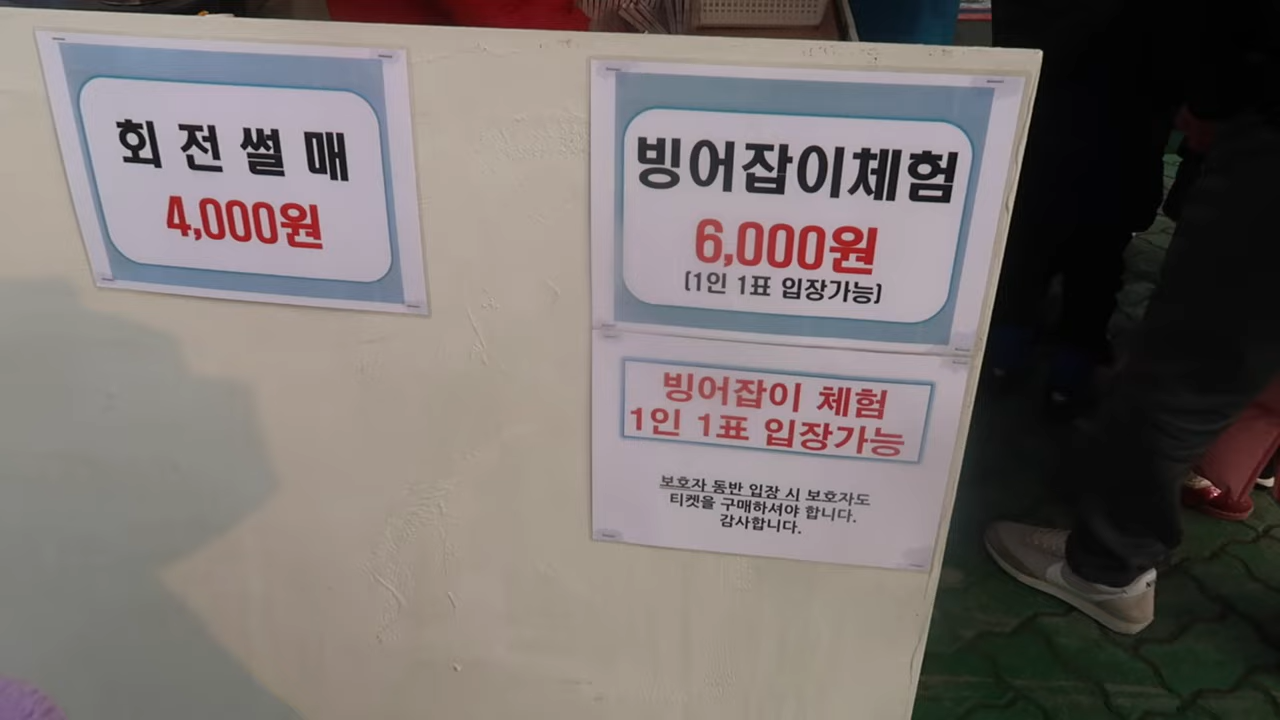 회전썰매
4,000원
빙어잡이체험
6,000원
(1인 1표 입장가능)
빙어잡이 체험
1인 1표 입장가능
보호자 동반 입장 시 보호자도
티켓을 구매하셔야 합니다.
감사합니다.